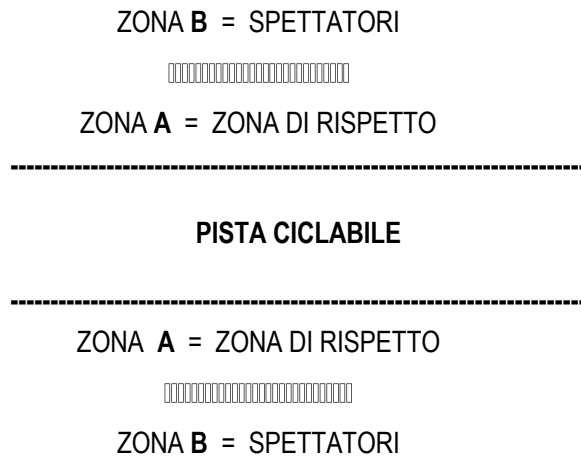 ZONA B = SPETTATORI
ZONA A = ZONA DI RISPETTO
PISTA CICLABILE
ZONA A = ZONA DI RISPETTO
ZONA B = SPETTATORI